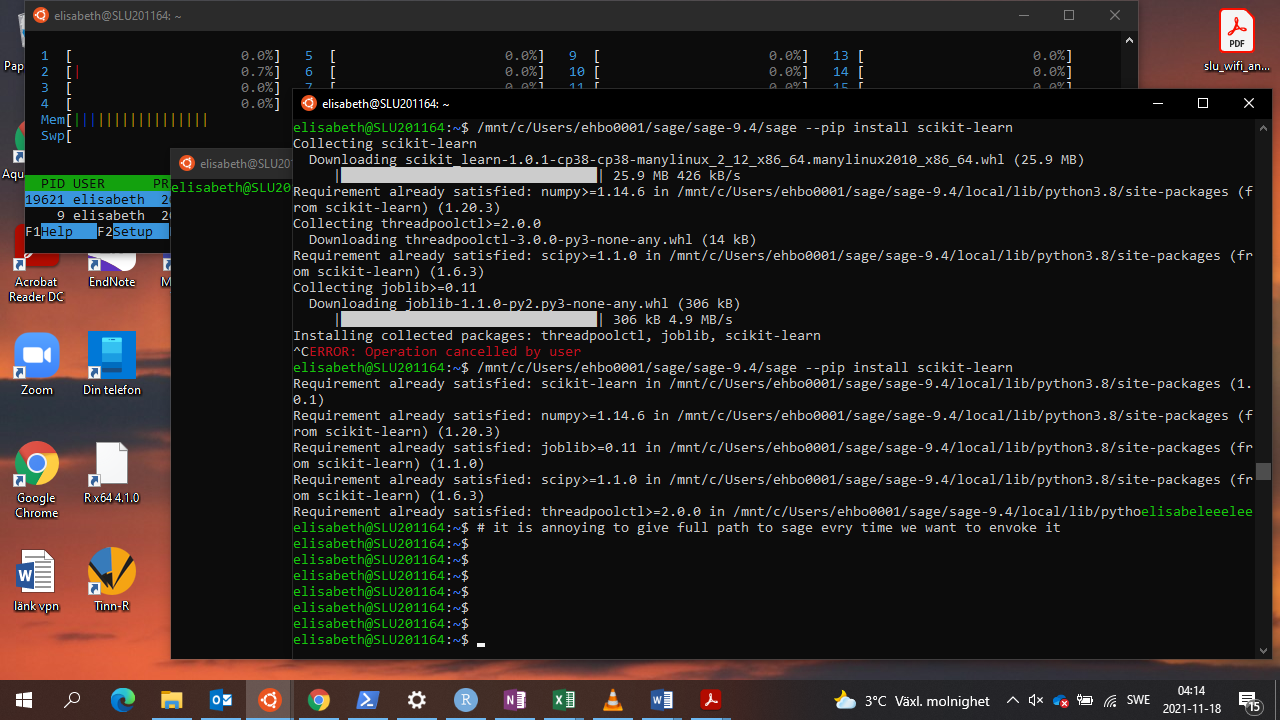 elisabeth@SLU201164: ~
1 [ 0.0%] 5 [ 0.0%] 9 [ 0.0%] 13 [ 0.0%]
2 [| 0.7%] 6 [ 0.0%] 10 [ 0.0%] 14 [ 0.0%]
3 [ 0.0%] 7 [ 0.0%] 11 [ 0.0%] 15 [ 0.0%]
4 [ 0.0%]
Mem[|||||||||||||||||
Swp[
PID USER PR
19621 elisabeth 20
9 elisabeth 20
F1Help F2Setup
elisabeth@SLU201
elisabeth@SLU20
elisabeth@SLU201164: ~
elisabeth@SLU201164:~$ /mnt/c/Users/ehbo0001/sage/sage-9.4/sage --pip install scikit-learn
Collecting scikit-learn
Downloading scikit_learn-1.0.1-cp38-cp38-manylinux_2_12_x86_64.manylinux2010_x86_64.whl (25.9 MB)
| | 25.9 MB 426 kB/s
Requirement already satisfied: numpy>=1.14.6 in /mnt/c/Users/ehbo0001/sage/sage-9.4/local/lib/python3.8/site-packages (f
rom scikit-learn) (1.20.3)
Collecting threadpoolctl>=2.0.0
Downloading threadpoolctl-3.0.0-py3-none-any.whl (14 kB)
Requirement already satisfied: scipy>=1.1.0 in /mnt/c/Users/ehbo0001/sage/sage-9.4/local/lib/python3.8/site-packages (fr
om scikit-learn) (1.6.3)
Collecting joblib>=0.11
Downloading joblib-1.1.0-py2.py3-none-any.whl (306 kB)
| | 306 kB 4.9 MB/s
Installing collected packages: threadpoolctl, joblib, scikit-learn
^CERROR: Operation cancelled by user
elisabeth@SLU201164:~$ /mnt/c/Users/ehbo0001/sage/sage-9.4/sage --pip install scikit-learn
Requirement already satisfied: scikit-learn in /mnt/c/Users/ehbo0001/sage/sage-9.4/local/lib/python3.8/site-packages (1.
0.1)
Requirement already satisfied: numpy>=1.14.6 in /mnt/c/Users/ehbo0001/sage/sage-9.4/local/lib/python3.8/site-packages (f
rom scikit-learn) (1.20.3)
Requirement already satisfied: joblib>=0.11 in /mnt/c/Users/ehbo0001/sage/sage-9.4/local/lib/python3.8/site-packages (fr
om scikit-learn) (1.1.0)
Requirement already satisfied: scipy>=1.1.0 in /mnt/c/Users/ehbo0001/sage/sage-9.4/local/lib/python3.8/site-packages (fr
om scikit-learn) (1.6.3)
Requirement already satisfied: threadpoolctl>=2.0.0 in /mnt/c/Users/ehbo0001/sage/sage-9.4/local/lib/pythoelisabeleeelee
elisabeth@SLU201164:~$ # it is annoying to give full path to sage evry time we want to envoke it
elisabeth@SLU201164:~$
elisabeth@SLU201164:~$
elisabeth@SLU201164:~$
elisabeth@SLU201164:~$
elisabeth@SLU201164:~$
elisabeth@SLU201164:~$
elisabeth@SLU201164:~$
PDF
slu_wifi_an...
Pap
Aqu
Acrobat
Reader DC
EndNote
M
Zoom
Din telefon
Google
Chrome
R x64 4.1.0
länk vpn
Tinn-R
3°C Växl. molnighet
SWE
04:14
2021-11-18
15